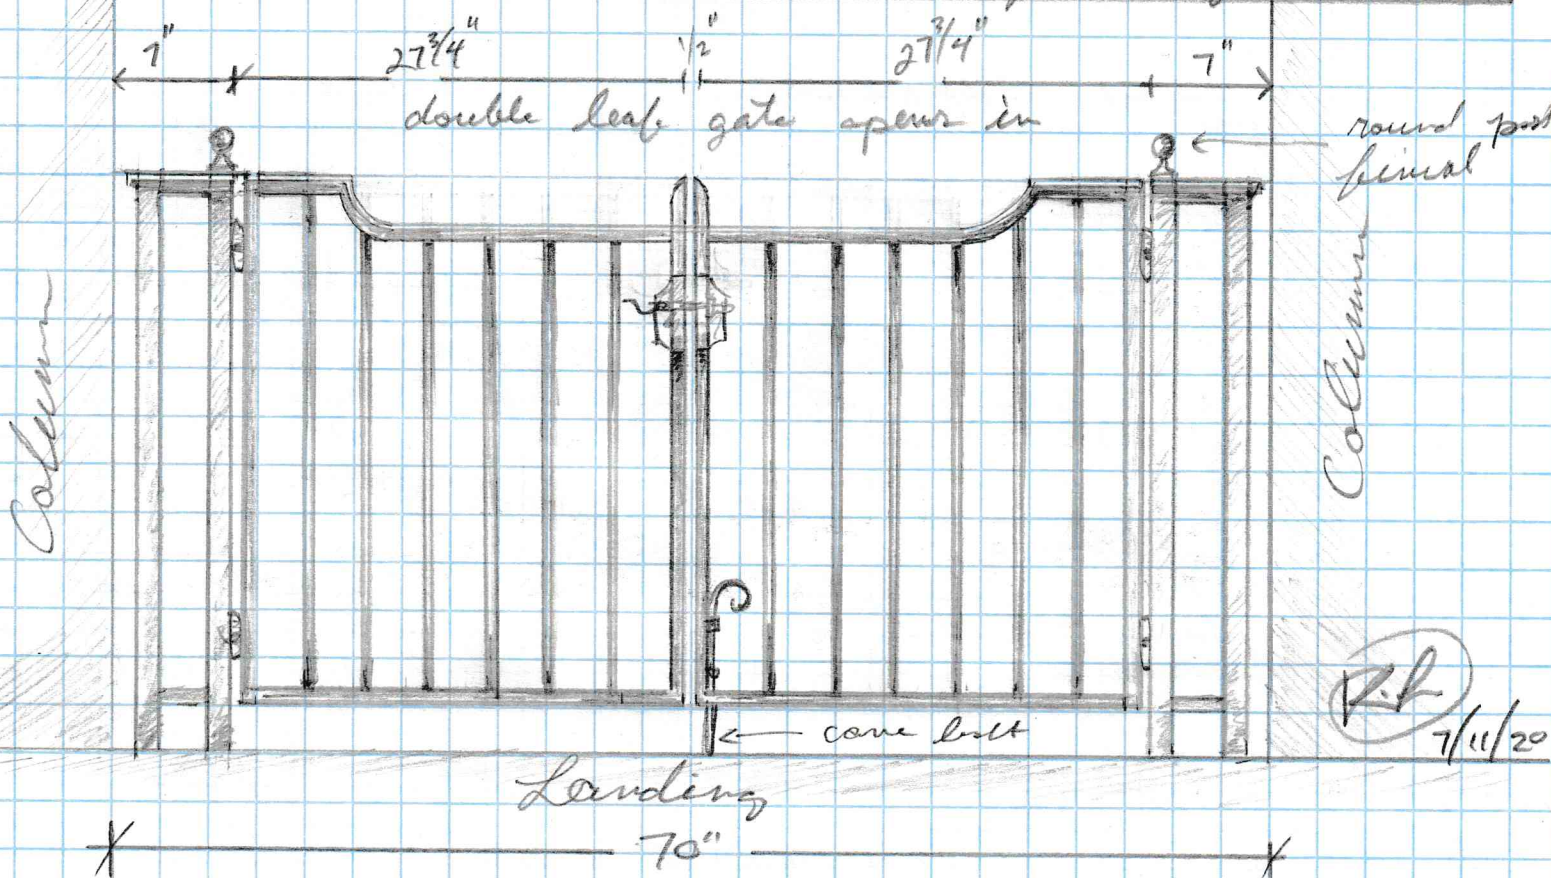 7" 27 3/4" 1/2" 27 3/4" 7"
double leaf gate opens in
round post
finial
Column
Column
cane bolt
7/11/20
Landing
70"